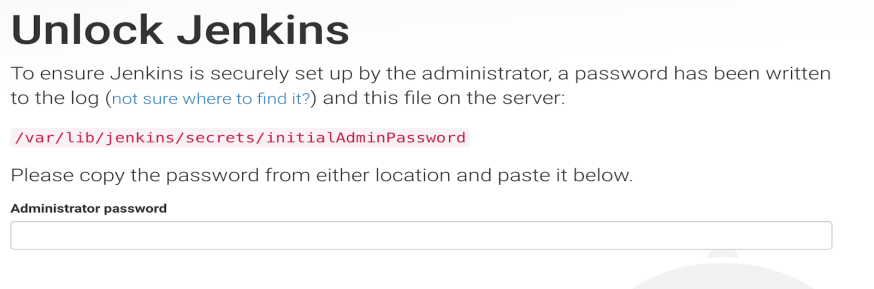 Unlock Jenkins
To ensure Jenkins is securely set up by the administrator, a password has been written
to the log (not sure where to find it?) and this file on the server:
/var/lib/jenkins/secrets/initialAdminPassword
Please copy the password from either location and paste it below.
Administrator password